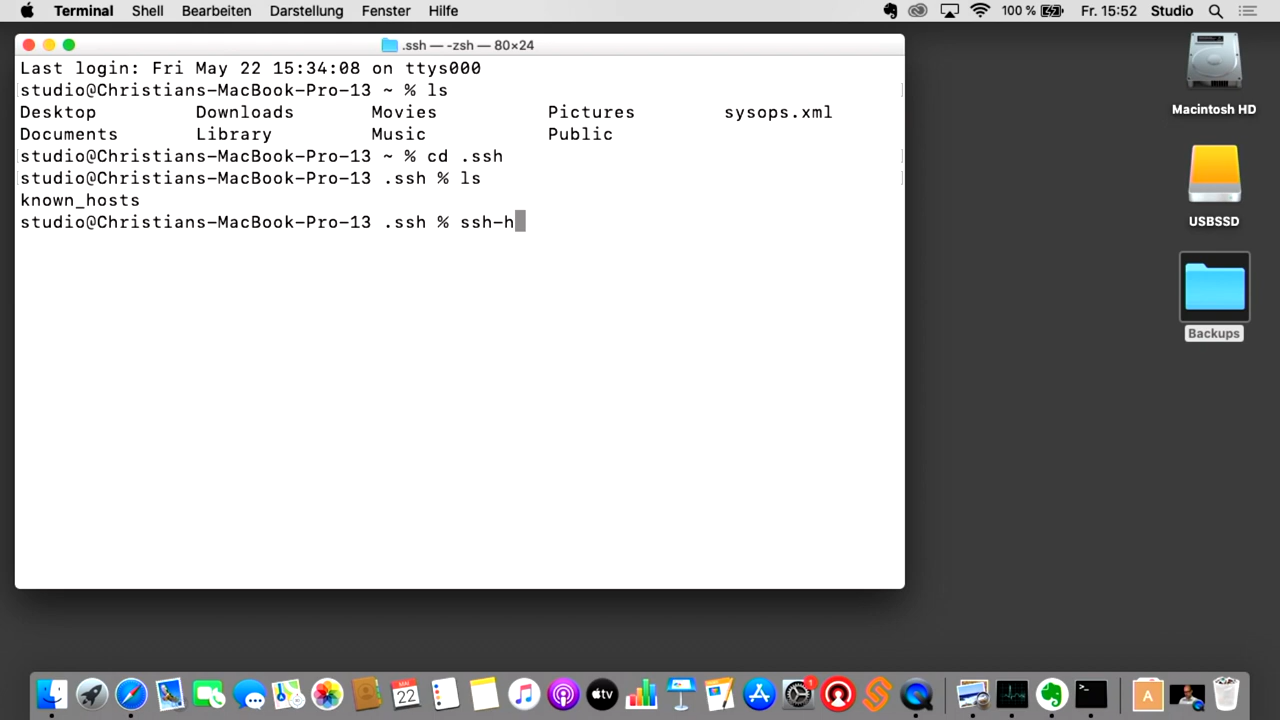 Terminal Shell Bearbeiten Darstellung Fenster Hilfe 100 % Fr. 15:52 Studio
.ssh — -zsh — 80×24
Last login: Fri May 22 15:34:08 on ttys000
studio@Christians-MacBook-Pro-13 ~ % ls
Desktop Downloads Movies Pictures sysops.xml
Documents Library Music Public
studio@Christians-MacBook-Pro-13 ~ % cd .ssh
studio@Christians-MacBook-Pro-13 .ssh % ls
known_hosts
studio@Christians-MacBook-Pro-13 .ssh % ssh-h
Macintosh HD
USBSSD
Backups
MAI
22
tv
1
>_
A